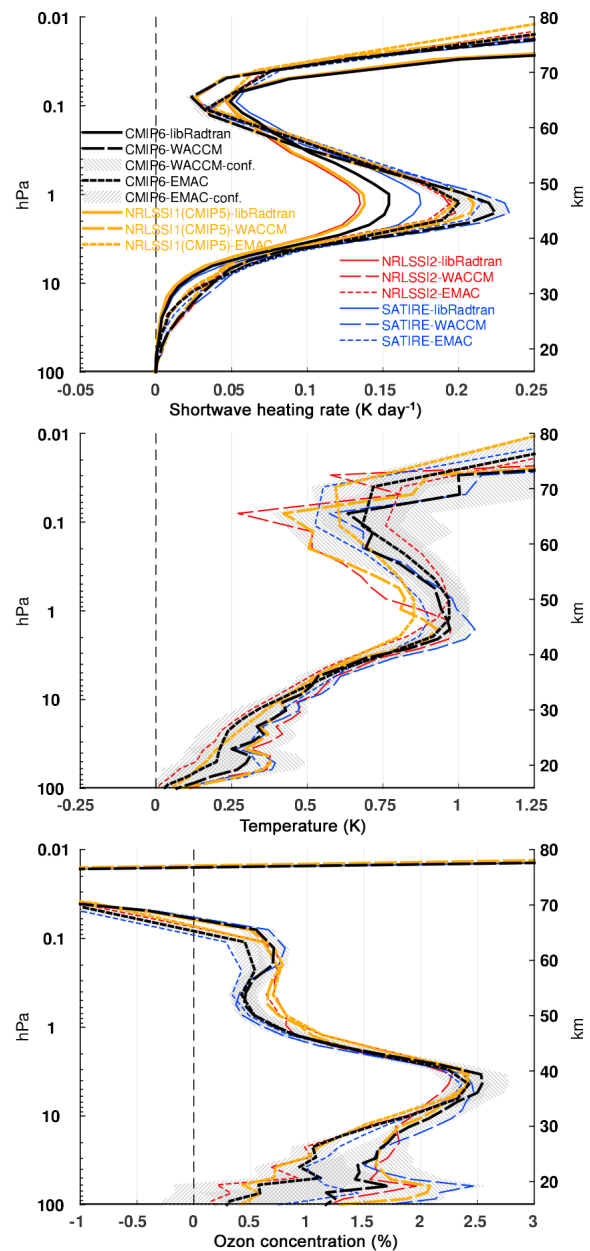 0.01
0.1
1
10
100
hPa
80
70
60
50
40
30
20
km
CMIP6-libRadtran
CMIP6-WACCM
CMIP6-WACCM-conf.
CMIP6-EMAC
CMIP6-EMAC-conf.
NRLSSI1(CMIP5)-libRadtran
NRLSSI1(CMIP5)-WACCM
NRLSSI1(CMIP5)-EMAC
NRLSSI2-libRadtran
NRLSSI2-WACCM
NRLSSI2-EMAC
SATIRE-libRadtran
SATIRE-WACCM
SATIRE-EMAC
-0.05 0 0.05 0.1 0.15 0.2 0.25
Shortwave heating rate (K day-1)
0.01
0.1
1
10
100
hPa
80
70
60
50
40
30
20
km
-0.25 0 0.25 0.5 0.75 1 1.25
Temperature (K)
0.01
0.1
1
10
100
hPa
80
70
60
50
40
30
20
km
-1 0 0.5 1 1.5 2 2.5 3
Ozon concentration (%)